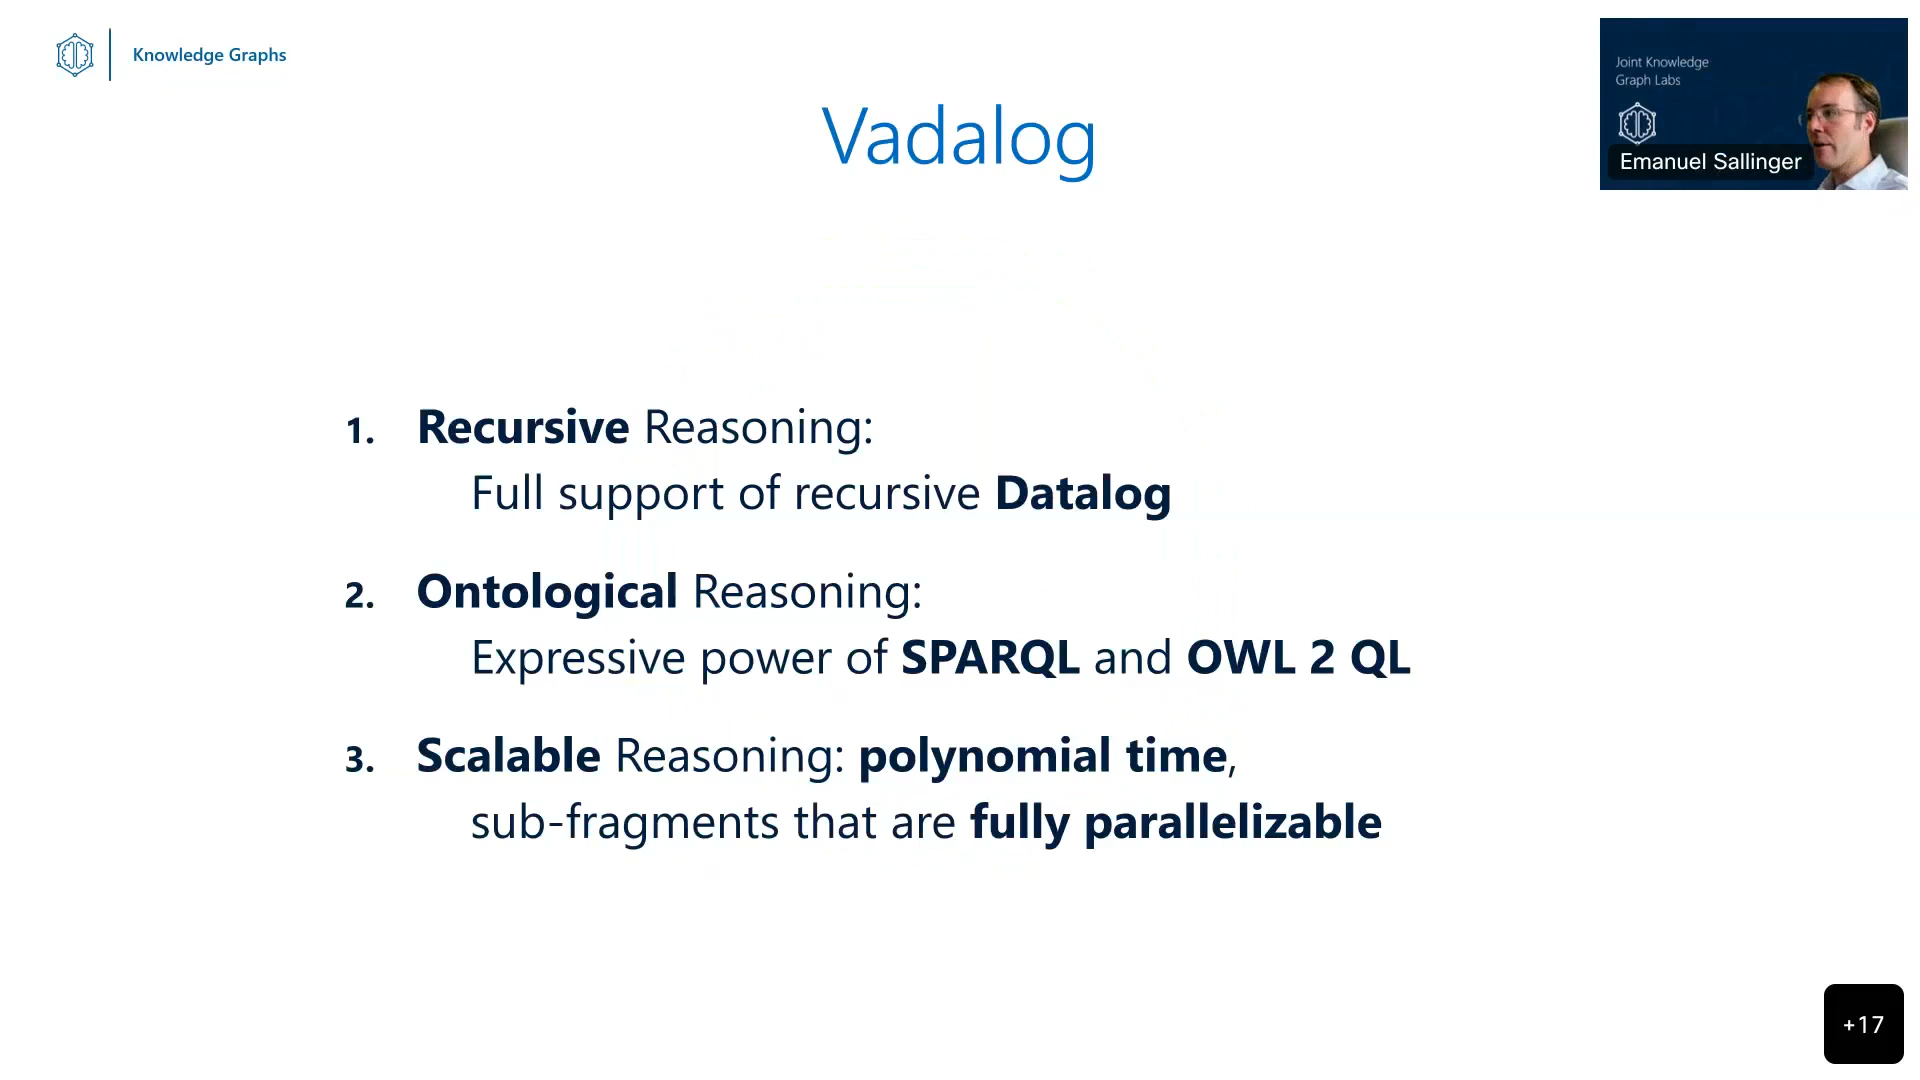 Knowledge Graphs
Joint Knowledge
Graph Labs
Emanuel Sallinger
Vadalog
1. Recursive Reasoning:
Full support of recursive Datalog
2. Ontological Reasoning:
Expressive power of SPARQL and OWL 2 QL
3. Scalable Reasoning: polynomial time,
sub-fragments that are fully parallelizable
+17